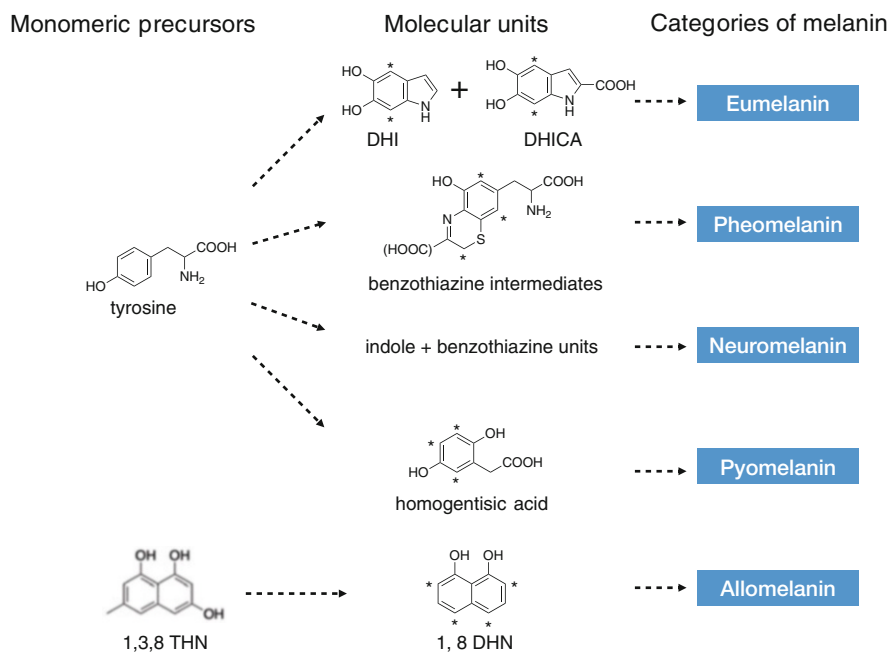 Monomeric precursors
Molecular units
Categories of melanin
HO
HO
N
H
*
*
DHI
+
HO
HO
N
H
COOH
*
*
DHICA
Eumelanin
HO
*
COOH
NH2
N
*
(HOOC)
S
*
benzothiazine intermediates
Pheomelanin
COOH
NH2
HO
tyrosine
indole + benzothiazine units
Neuromelanin
*
OH
*
COOH
HO
*
homogentisic acid
Pyomelanin
OH
OH
OH
1,3,8 THN
OH
OH
*
*
*
*
1, 8 DHN
Allomelanin